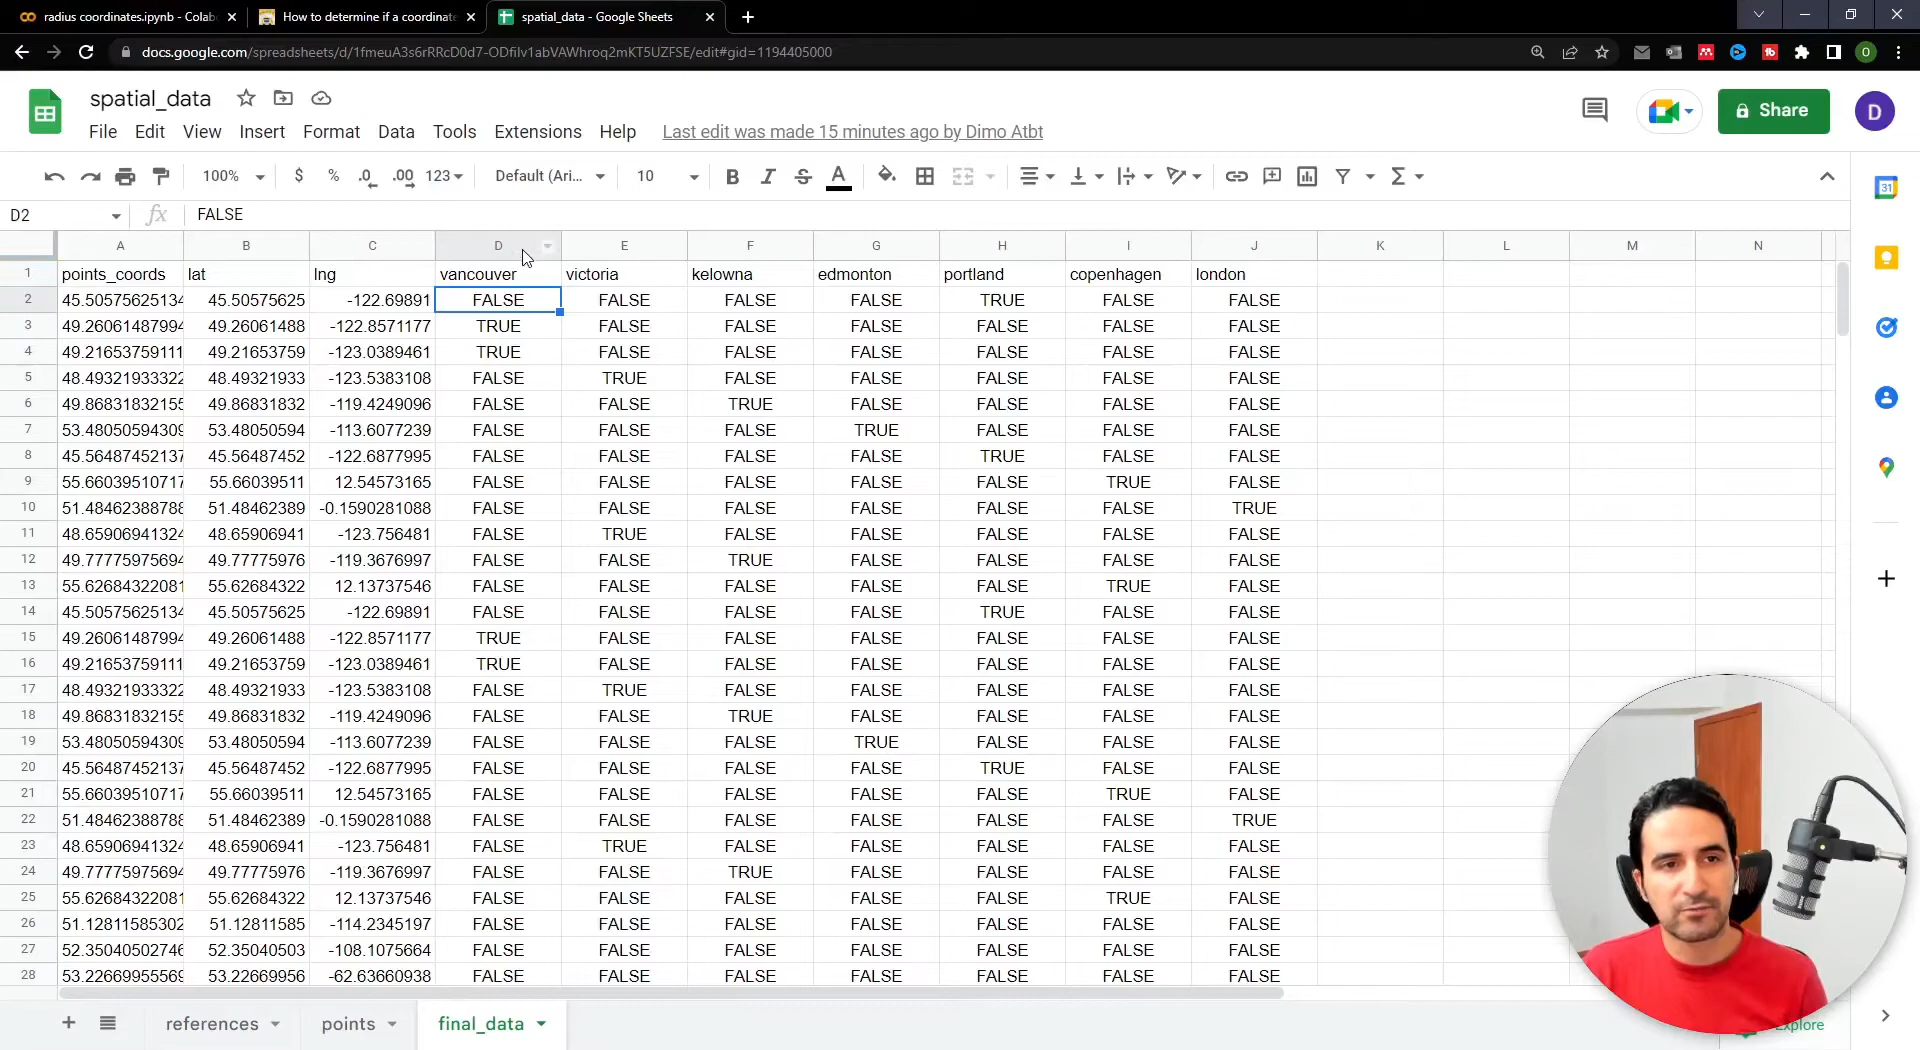 radius coordinates.ipynb - Colab
How to determine if a coordinate
spatial_data - Google Sheets
docs.google.com/spreadsheets/d/1fmeuA3s6rRRcD0d7-ODfilv1abVAWhroq2mKT5UZFSE/edit#gid=1194405000
spatial_data
File Edit View Insert Format Data Tools Extensions Help Last edit was made 15 minutes ago by Dimo Atbt
Share
D
100% $ % .0 .00 123 Default (Ari... 10 B I S A
D2 fx FALSE
A B C D E F G H I J K L M N
1 points_coords lat lng vancouver victoria kelowna edmonton portland copenhagen london
2 45.50575625134 45.50575625 -122.69891 FALSE FALSE FALSE FALSE TRUE FALSE FALSE
3 49.26061487994 49.26061488 -122.8571177 TRUE FALSE FALSE FALSE FALSE FALSE FALSE
4 49.21653759111 49.21653759 -123.0389461 TRUE FALSE FALSE FALSE FALSE FALSE FALSE
5 48.49321933322 48.49321933 -123.5383108 FALSE TRUE FALSE FALSE FALSE FALSE FALSE
6 49.86831832155 49.86831832 -119.4249096 FALSE FALSE TRUE FALSE FALSE FALSE FALSE
7 53.48050594309 53.48050594 -113.6077239 FALSE FALSE FALSE TRUE FALSE FALSE FALSE
8 45.56487452137 45.56487452 -122.6877995 FALSE FALSE FALSE FALSE TRUE FALSE FALSE
9 55.66039510717 55.66039511 12.54573165 FALSE FALSE FALSE FALSE FALSE TRUE FALSE
10 51.48462388788 51.48462389 -0.1590281088 FALSE FALSE FALSE FALSE FALSE FALSE TRUE
11 48.65906941324 48.65906941 -123.756481 FALSE TRUE FALSE FALSE FALSE FALSE FALSE
12 49.77775975694 49.77775976 -119.3676997 FALSE FALSE TRUE FALSE FALSE FALSE FALSE
13 55.62684322081 55.62684322 12.13737546 FALSE FALSE FALSE FALSE FALSE TRUE FALSE
14 45.50575625134 45.50575625 -122.69891 FALSE FALSE FALSE FALSE TRUE FALSE FALSE
15 49.26061487994 49.26061488 -122.8571177 TRUE FALSE FALSE FALSE FALSE FALSE FALSE
16 49.21653759111 49.21653759 -123.0389461 TRUE FALSE FALSE FALSE FALSE FALSE FALSE
17 48.49321933322 48.49321933 -123.5383108 FALSE TRUE FALSE FALSE FALSE FALSE FALSE
18 49.86831832155 49.86831832 -119.4249096 FALSE FALSE TRUE FALSE FALSE FALSE FALSE
19 53.48050594309 53.48050594 -113.6077239 FALSE FALSE FALSE TRUE FALSE FALSE FALSE
20 45.56487452137 45.56487452 -122.6877995 FALSE FALSE FALSE FALSE TRUE FALSE FALSE
21 55.66039510717 55.66039511 12.54573165 FALSE FALSE FALSE FALSE FALSE TRUE FALSE
22 51.48462388788 51.48462389 -0.1590281088 FALSE FALSE FALSE FALSE FALSE FALSE TRUE
23 48.65906941324 48.65906941 -123.756481 FALSE TRUE FALSE FALSE FALSE FALSE FALSE
24 49.77775975694 49.77775976 -119.3676997 FALSE FALSE TRUE FALSE FALSE FALSE FALSE
25 55.62684322081 55.62684322 12.13737546 FALSE FALSE FALSE FALSE FALSE TRUE FALSE
26 51.12811585302 51.12811585 -114.2345197 FALSE FALSE FALSE FALSE FALSE FALSE FALSE
27 52.35040502746 52.35040503 -108.1075664 FALSE FALSE FALSE FALSE FALSE FALSE FALSE
28 53.22669955569 53.22669956 -62.63660938 FALSE FALSE FALSE FALSE FALSE FALSE FALSE
references points final_data
Explore